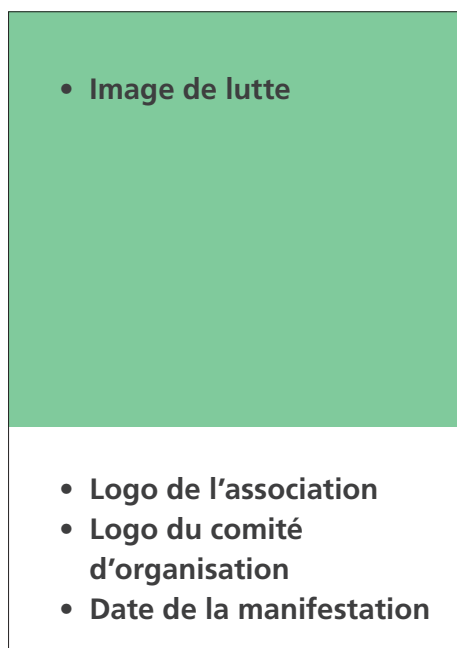 • Image de lutte
• Logo de l’association
• Logo du comité
d’organisation
• Date de la manifestation